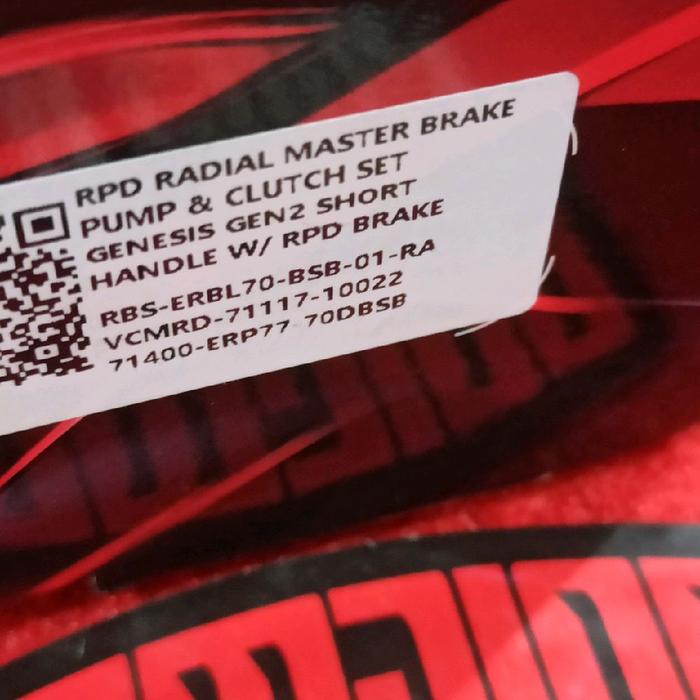 RPD RADIAL MASTER BRAKE
PUMP & CLUTCH SET
GENESIS GEN2 SHORT
HANDLE W/ RPD BRAKE
RBS-ERBL70-BSB-01-RA
VCMRD-71117-10022
71400-ERP77-70DBSB